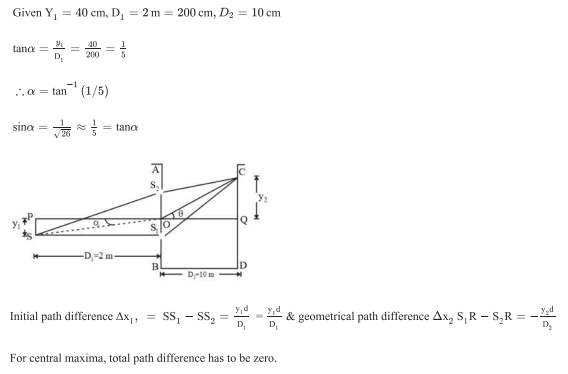 Given Y₁ = 40 cm, D₁ = 2 m = 200 cm, D₂ = 10 cm
tanα = y₁/D₁ = 40/200 = 1/5
∴ α = tan⁻¹ (1/5)
sinα = 1/√26 ≈ 1/5 = tanα
A
C
S₂
y₂
P
y₁
α
S₁
O
θ
Q
S
D₁=2 m
B
D
D₂=10 m
Initial path difference Δx₁, = SS₁ − SS₂ = y₁d/D₁ = y₁d/D₁ & geometrical path difference Δx₂ S₁R − S₂R = −y₂d/D₂
For central maxima, total path difference has to be zero.